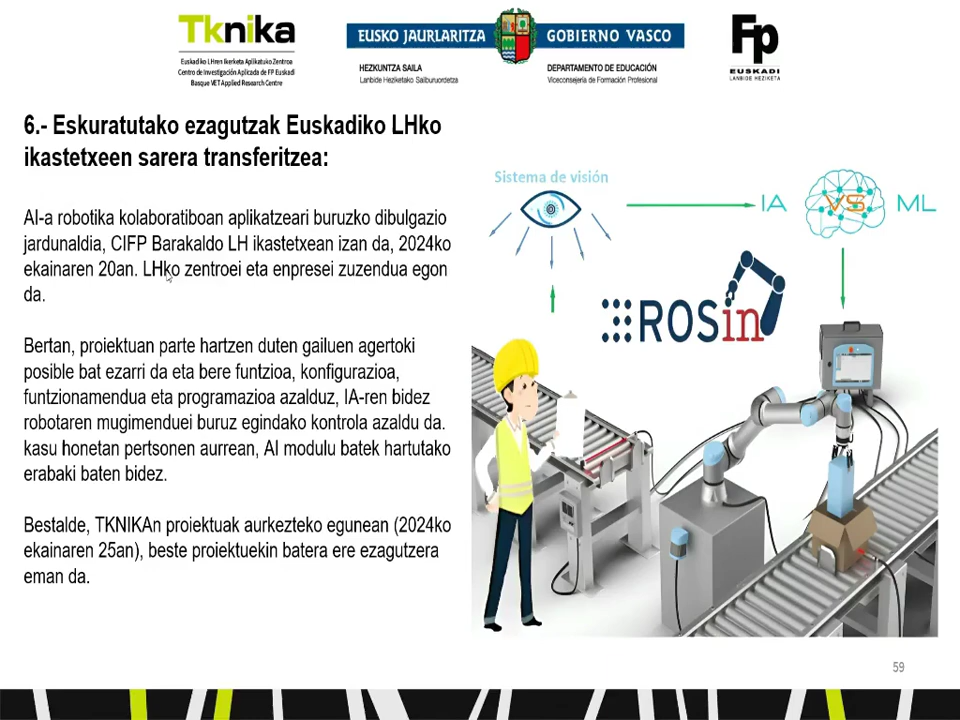 Tknika
Euskadiko LHren Ikerketa Aplikatuko Zentroa
Centro de Investigación Aplicada de FP Euskadi
Basque VET Applied Research Centre
EUSKO JAURLARITZA
GOBIERNO VASCO
HEZKUNTZA SAILA
Lanbide Heziketako Sailburuordetza
DEPARTAMENTO DE EDUCACIÓN
Viceconsejería de Formación Profesional
Fp
EUSKADI
LANBIDE HEZIKETA
6.- Eskuratutako ezagutzak Euskadiko LHko
ikastetxeen sarera transferitzea:
AI-a robotika kolaboratiboan aplikatzeari buruzko dibulgazio
jardunaldia, CIFP Barakaldo LH ikastetxean izan da, 2024ko
ekainaren 20an. LHko zentroei eta enpresei zuzendua egon
da.
Bertan, proiektuan parte hartzen duten gailuen agertoki
posible bat ezarri da eta bere funtzioa, konfigurazioa,
funtzionamendua eta programazioa azalduz, IA-ren bidez
robotaren mugimenduei buruz egindako kontrola azaldu da.
kasu honetan pertsonen aurrean, AI modulu batek hartutako
erabaki baten bidez.
Bestalde, TKNIKAn proiektuak aurkezteko egunean (2024ko
ekainaren 25an), beste proiektuekin batera ere ezagutzera
eman da.
Sistema de visión
IA VS ML
ROSin
59